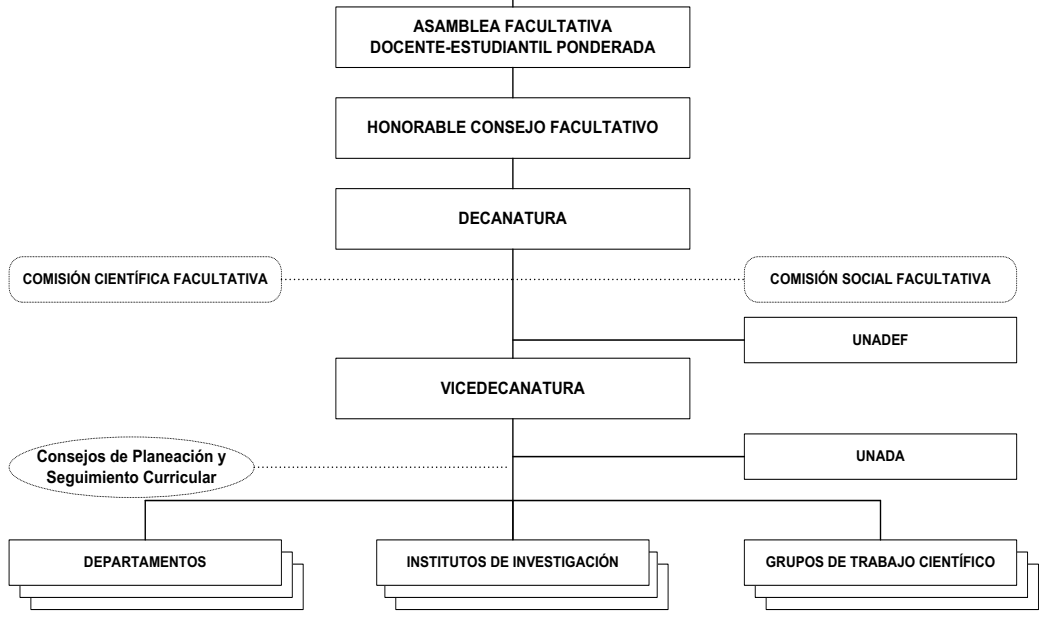 ASAMBLEA FACULTATIVA
DOCENTE-ESTUDIANTIL PONDERADA
HONORABLE CONSEJO FACULTATIVO
DECANATURA
COMISIÓN CIENTÍFICA FACULTATIVA
COMISIÓN SOCIAL FACULTATIVA
UNADEF
VICEDECANATURA
Consejos de Planeación y
Seguimiento Curricular
UNADA
DEPARTAMENTOS
INSTITUTOS DE INVESTIGACIÓN
GRUPOS DE TRABAJO CIENTÍFICO